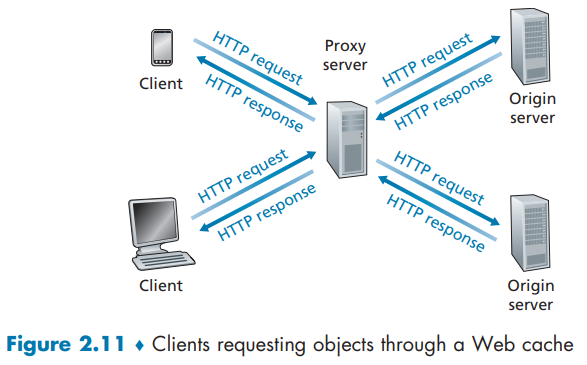 HTTP request
HTTP response
Client
Proxy
server
HTTP request
HTTP response
Origin
server
HTTP request
HTTP response
Client
HTTP request
HTTP response
Origin
server
Figure 2.11 ♦ Clients requesting objects through a Web cache